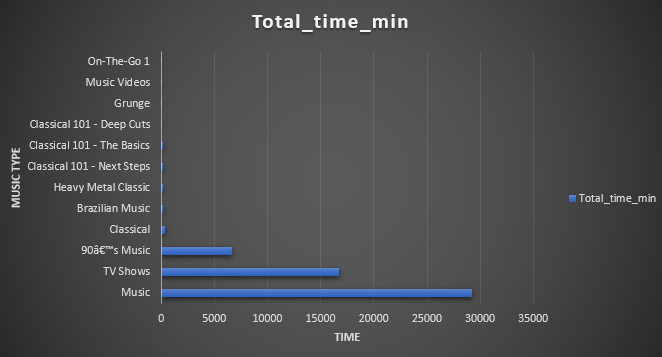 Total_time_min
On-The-Go 1
Music Videos
Grunge
Classical 101 - Deep Cuts
Classical 101 - The Basics
Classical 101 - Next Steps
Heavy Metal Classic
Brazilian Music
Classical
90â€™s Music
TV Shows
Music
MUSIC TYPE
0 5000 10000 15000 20000 25000 30000 35000
TIME
Total_time_min